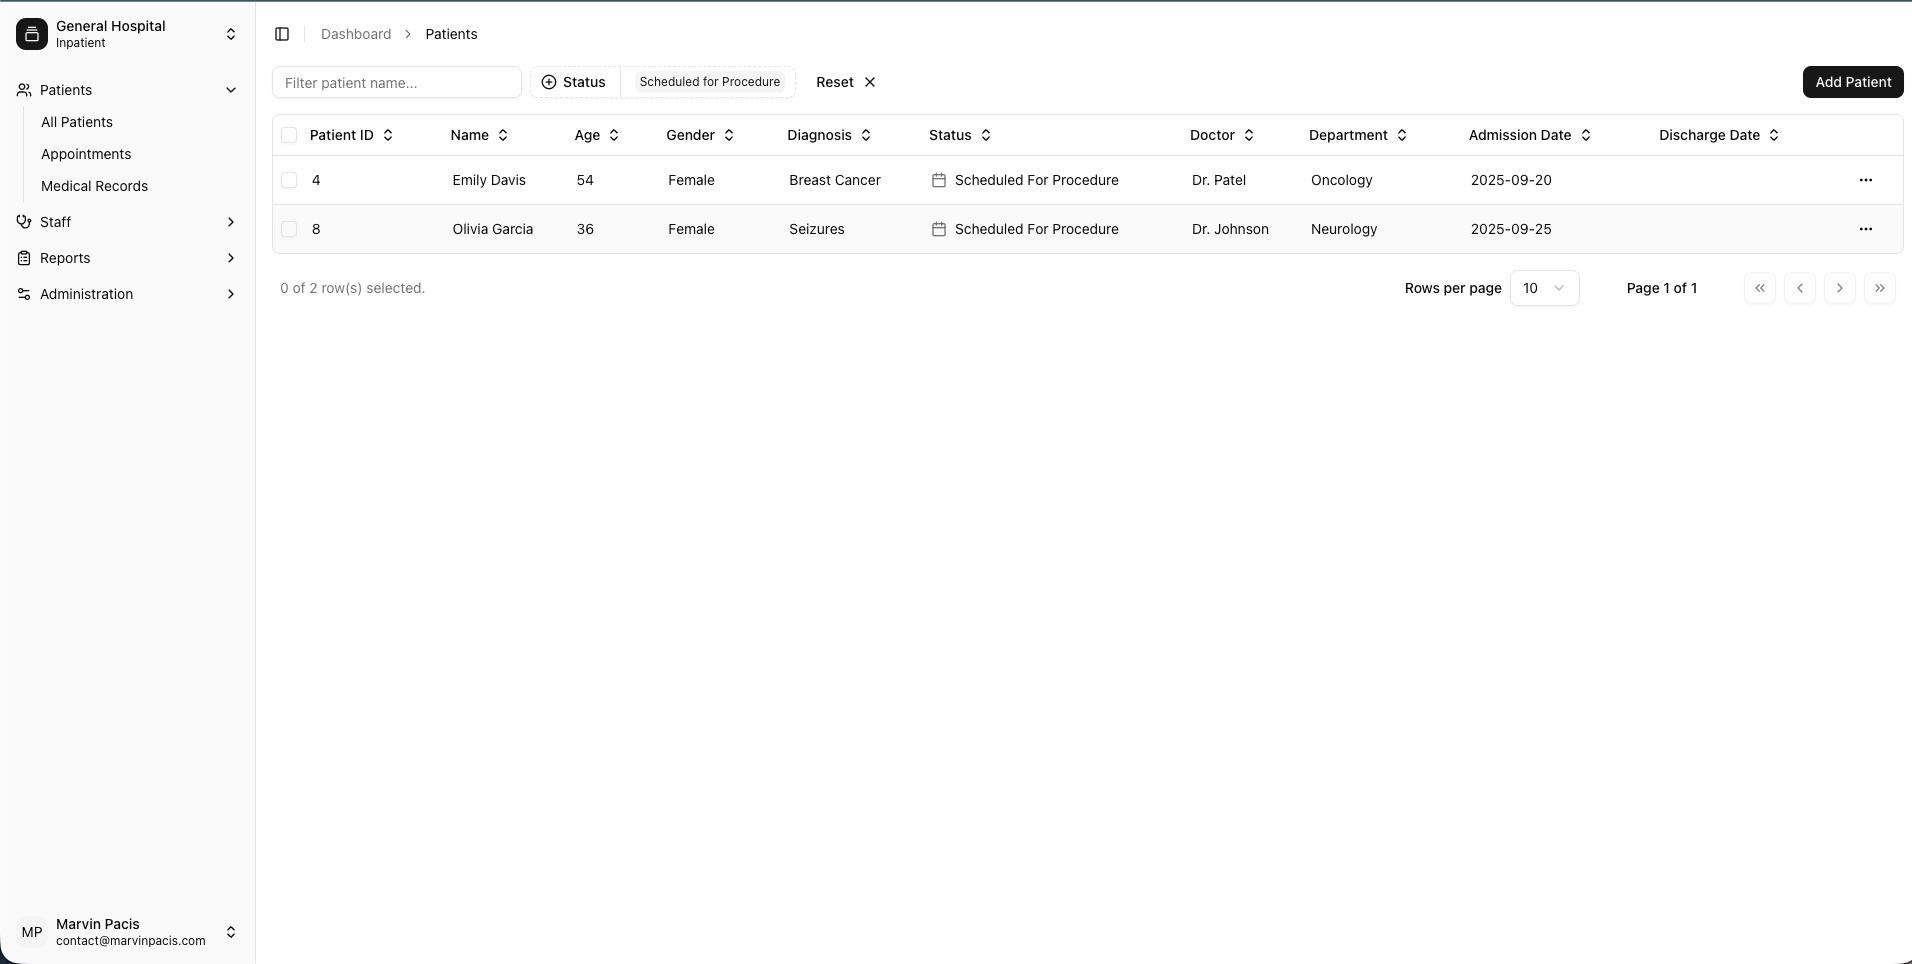 General Hospital
Inpatient
Patients
All Patients
Appointments
Medical Records
Staff
Reports
Administration
MP
Marvin Pacis
contact@marvinpacis.com
Dashboard Patients
Filter patient name... Status Scheduled for Procedure Reset Add Patient
Patient ID Name Age Gender Diagnosis Status Doctor Department Admission Date Discharge Date
4 Emily Davis 54 Female Breast Cancer Scheduled For Procedure Dr. Patel Oncology 2025-09-20
8 Olivia Garcia 36 Female Seizures Scheduled For Procedure Dr. Johnson Neurology 2025-09-25
0 of 2 row(s) selected. Rows per page 10 Page 1 of 1